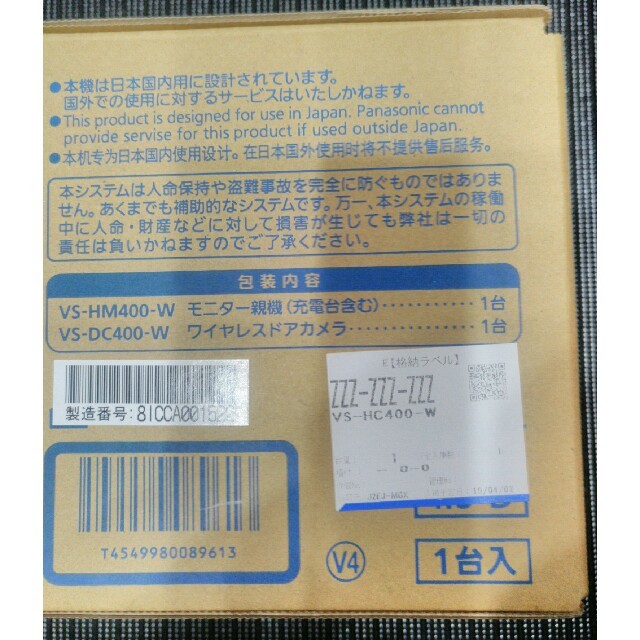 ●本機は日本国内用に設計されています。
国外での使用に対するサービスはいたしかねます。
●This product is designed for use in Japan. Panasonic cannot
provide servise for this product if used outside Japan.
●本机专为日本国内使用设计。在日本国外使用时将不提供售后服务。
本システムは人命保持や盗難事故を完全に防ぐものではありま
せん。あくまでも補助的なシステムです。万一、本システムの稼働
中に人命・財産などに対して損害が生じても弊社は一切の
責任は負いかねますのでご了承ください。
包装内容
VS-HM400-W モニター親機(充電台含む)············1台
VS-DC400-W ワイヤレスドアカメラ············1台
E【格納ラベル】
ZZZ-ZZZ-ZZZ
VS-HC400-W
1
1
- 0-0
製造番号:8ICCA0015
T4549980089613
V4
1台入